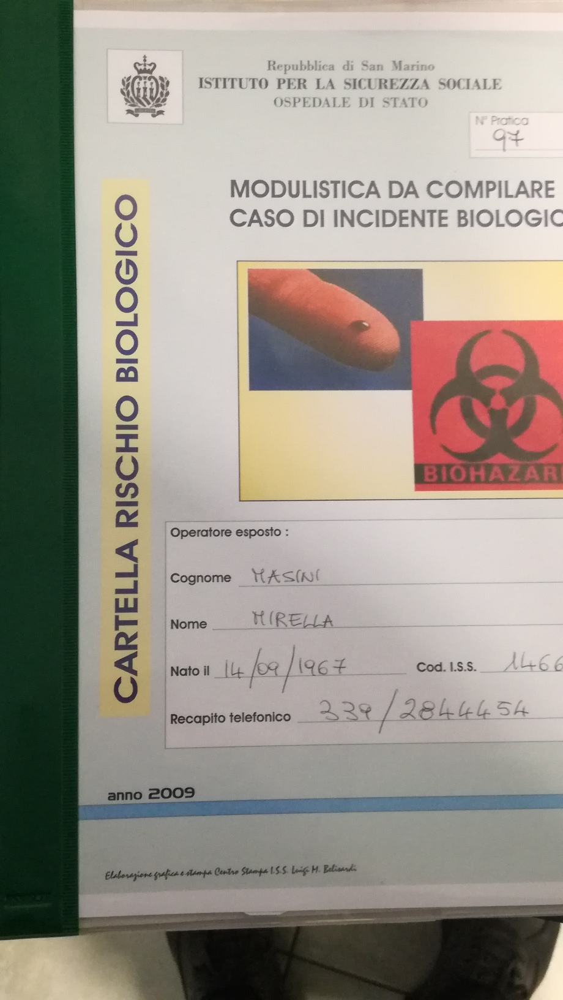 Repubblica di San Marino
ISTITUTO PER LA SICUREZZA SOCIALE
OSPEDALE DI STATO
N° Pratica
97
MODULISTICA DA COMPILARE
CASO DI INCIDENTE BIOLOGIC
CARTELLA RISCHIO BIOLOGICO
BIOHAZAR
Operatore esposto :
Cognome MASINI
Nome MIRELLA
Nato il 14/09/1967 Cod. I.S.S. 1466
Recapito telefonico 339/2844454
anno 2009
Elaborazione grafica e stampa Centro Stampa I.S.S. Luigi M. Belisardi